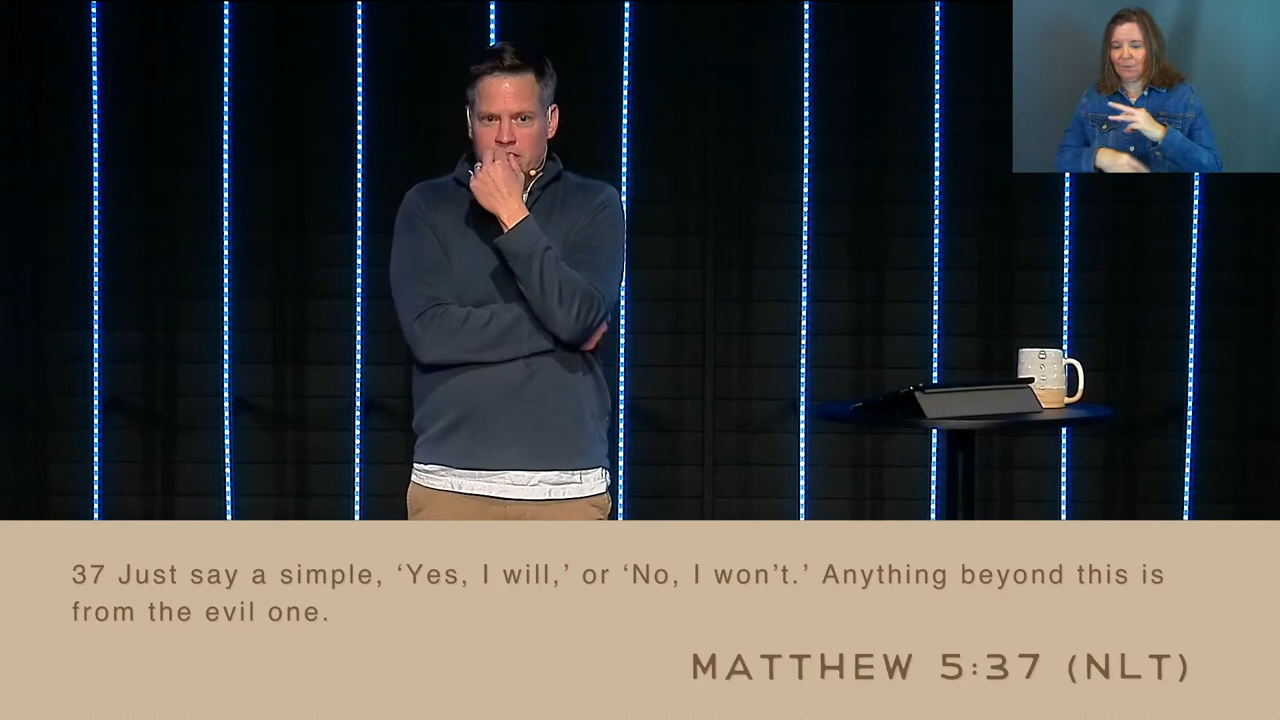 37 Just say a simple, ‘Yes, I will,’ or ‘No, I won’t.’ Anything beyond this is
from the evil one.
MATTHEW 5:37 (NLT)